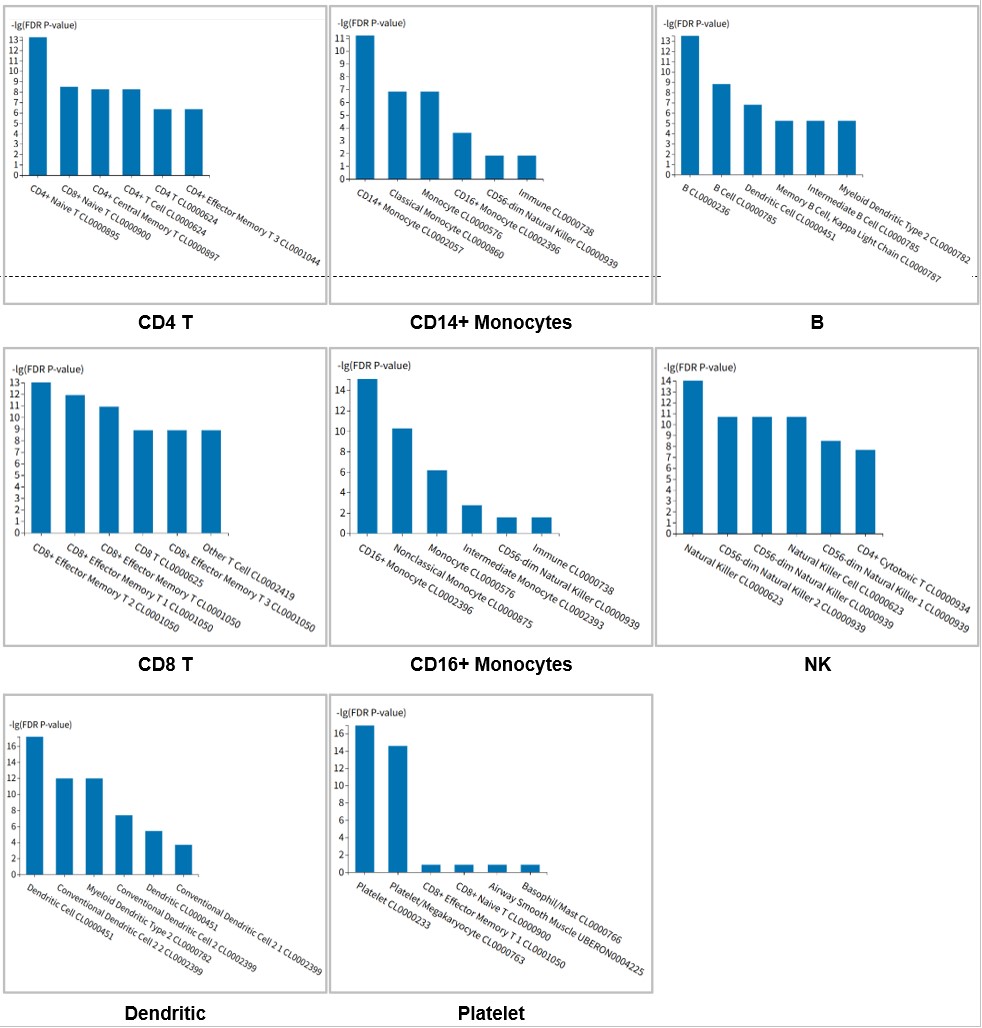 -lg(FDR P-value)
13
12
11
10
9
8
7
6
5
4
3
2
1
0
CD4+ Naive T CL0000895
CD8+ Naive T CL0000900
CD4+ Central Memory T CL0000897
CD4+ T Cell CL0000624
CD4 T CL0000624
CD4+ Effector Memory T 3 CL0001044
CD4 T
-lg(FDR P-value)
11
10
9
8
7
6
5
4
3
2
1
0
CD14+ Monocyte CL0002057
Classical Monocyte CL0000860
Monocyte CL0000576
CD16+ Monocyte CL0002396
CD56-dim Natural Killer CL0000939
Immune CL0000738
CD14+ Monocytes
-lg(FDR P-value)
13
12
11
10
9
8
7
6
5
4
3
2
1
0
B CL0000236
B Cell CL0000785
Dendritic Cell CL0000451
Memory B Cell, Kappa Light Chain CL0000787
Intermediate B Cell CL0000785
Myeloid Dendritic Type 2 CL0000782
B
-lg(FDR P-value)
13
12
11
10
9
8
7
6
5
4
3
2
1
0
CD8+ Effector Memory T 2 CL0001050
CD8+ Effector Memory T 1 CL0001050
CD8+ Effector Memory T CL0001050
CD8 T CL0000625
CD8+ Effector Memory T 3 CL0001050
Other T Cell CL0002419
CD8 T
-lg(FDR P-value)
14
10
8
6
4
2
0
CD16+ Monocyte CL0002396
Nonclassical Monocyte CL0000875
Monocyte CL0000576
Intermediate Monocyte CL0002393
CD56-dim Natural Killer CL0000939
Immune CL0000738
CD16+ Monocytes
-lg(FDR P-value)
14
11
10
9
8
7
6
5
4
3
2
1
0
Natural Killer CL0000623
CD56-dim Natural Killer 2 CL0000939
CD56-dim Natural Killer CL0000939
Natural Killer Cell CL0000623
CD56-dim Natural Killer 1 CL0000939
CD4+ Cytotoxic T CL0000934
NK
-lg(FDR P-value)
16
12
8
6
4
2
0
Dendritic Cell CL0000451
Conventional Dendritic Cell 2 2 CL0002399
Myeloid Dendritic Type 2 CL0000782
Conventional Dendritic Cell 2 CL0002399
Dendritic CL0000451
Conventional Dendritic Cell 2 1 CL0002399
Dendritic
-lg(FDR P-value)
16
14
12
10
8
6
4
2
0
Platelet CL0000233
Platelet/Megakaryocyte CL0000763
CD8+ Effector Memory T 1 CL0001050
CD8+ Naive T CL0000900
Airway Smooth Muscle UBERON0004225
Basophil/Mast CL0000766
Platelet